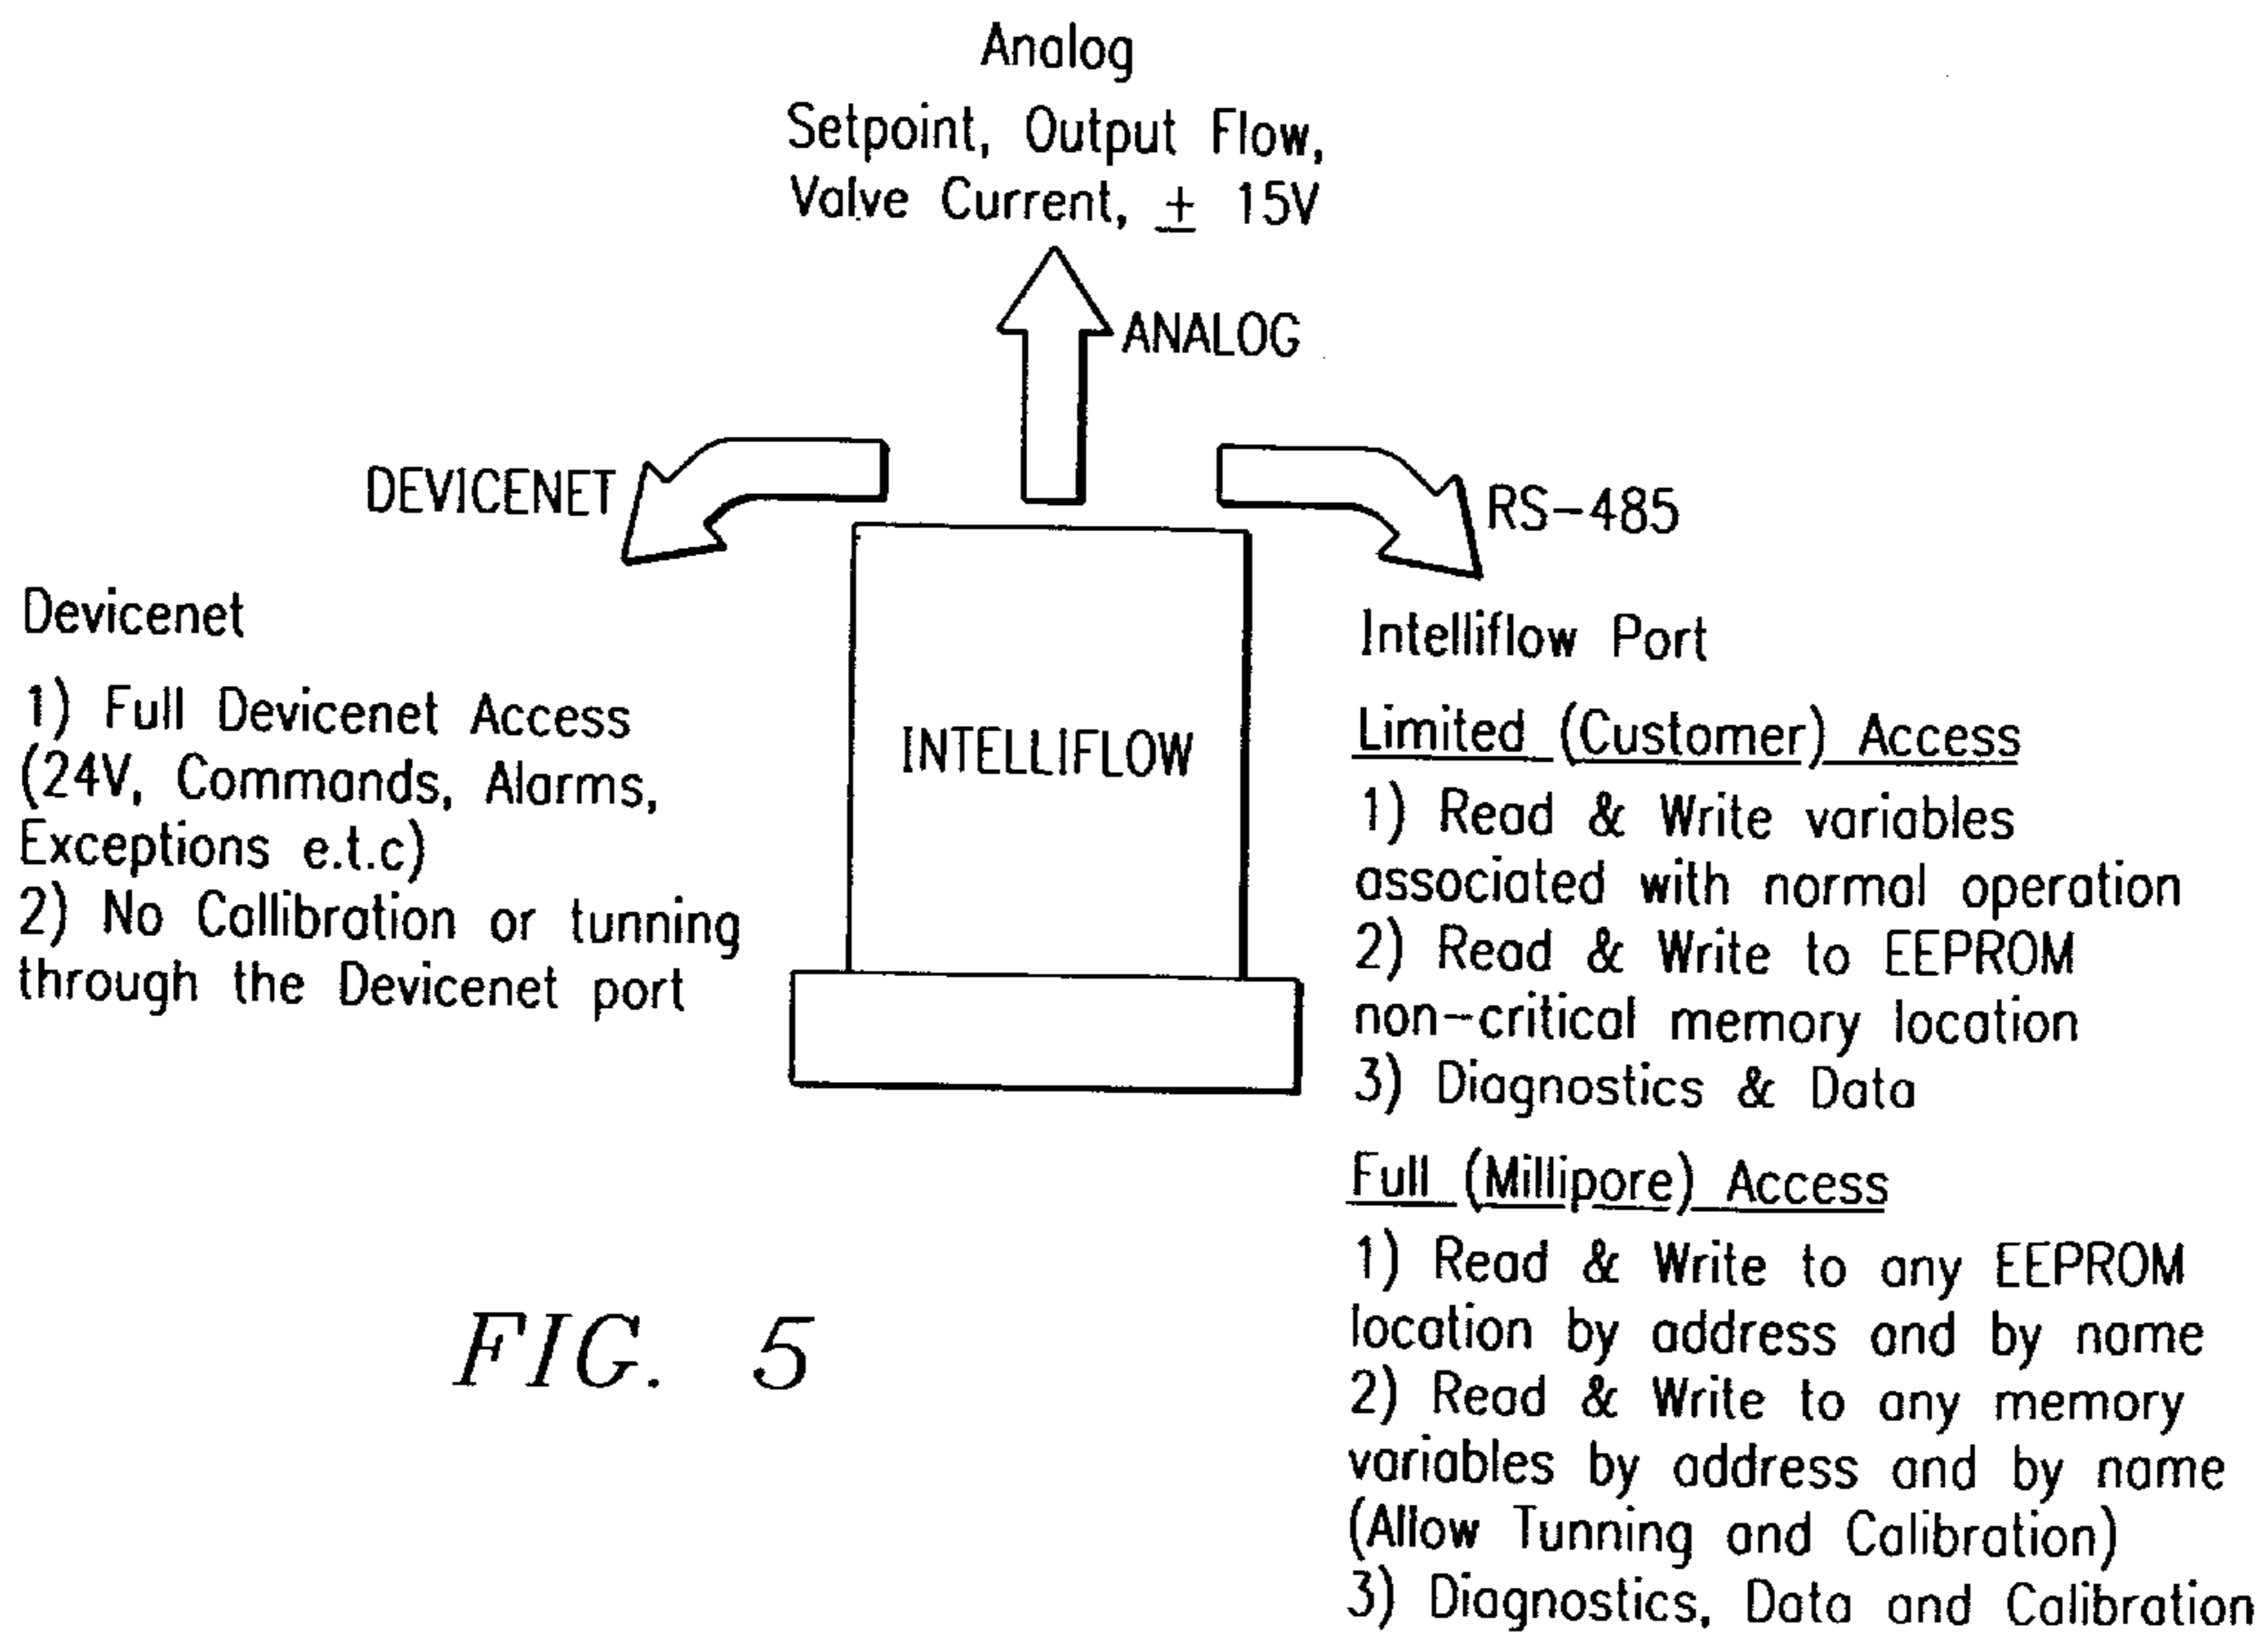 Analog
Setpoint, Output Flow,
Valve Current, ± 15V
ANALOG
DEVICENET
RS-485
Devicenet
1) Full Devicenet Access
(24V, Commands, Alarms,
Exceptions e.t.c)
2) No Callibration or tunning
through the Devicenet port
INTELLIFLOW
Intelliflow Port
Limited (Customer) Access
1) Read & Write variables
associated with normal operation
2) Read & Write to EEPROM
non-critical memory location
3) Diagnostics & Data
Full (Millipore) Access
1) Read & Write to any EEPROM
location by address and by name
2) Read & Write to any memory
variables by address and by name
(Allow Tunning and Calibration)
3) Diagnostics, Data and Calibration
FIG. 5